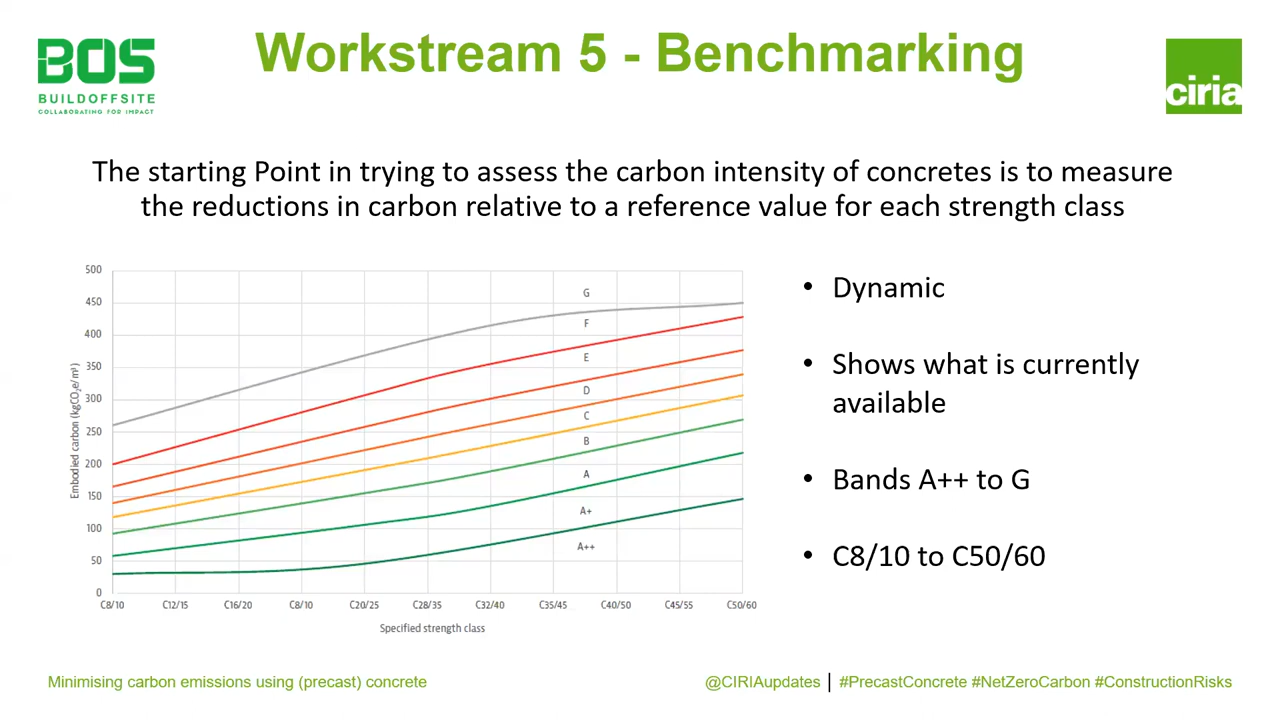 BOS
BUILDOFFSITE
COLLABORATING FOR IMPACT
Workstream 5 - Benchmarking
ciria
The starting Point in trying to assess the carbon intensity of concretes is to measure
the reductions in carbon relative to a reference value for each strength class
500
450
400
350
300
250
200
150
100
50
0
Embodied carbon (kgCO₂e/m³)
G
F
E
D
C
B
A
A+
A++
C8/10 C12/15 C16/20 C8/10 C20/25 C28/35 C32/40 C35/45 C40/50 C45/55 C50/60
Specified strength class
• Dynamic
• Shows what is currently
available
• Bands A++ to G
• C8/10 to C50/60
Minimising carbon emissions using (precast) concrete
@CIRIAupdates | #PrecastConcrete #NetZeroCarbon #ConstructionRisks